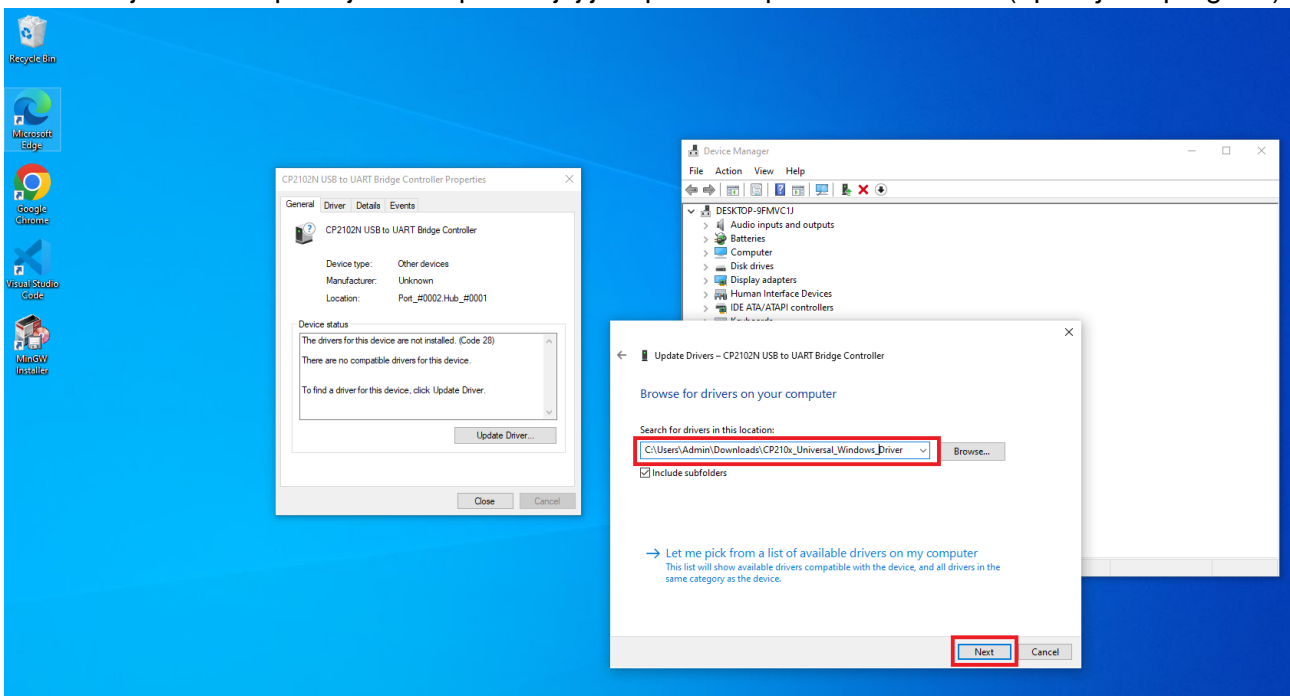 Recycle Bin
Microsoft
Edge
Google
Chrome
Visual Studio
Code
MinGW
Installer
CP2102N USB to UART Bridge Controller Properties
General Driver Details Events
CP2102N USB to UART Bridge Controller
Device type: Other devices
Manufacturer: Unknown
Location: Port_#0002.Hub_#0001
Device status
The drivers for this device are not installed. (Code 28)
There are no compatible drivers for this device.
To find a driver for this device, click Update Driver.
Update Driver...
Close Cancel
Device Manager
File Action View Help
DESKTOP-9FMVC1J
Audio inputs and outputs
Batteries
Computer
Disk drives
Display adapters
Human Interface Devices
IDE ATA/ATAPI controllers
Update Drivers – CP2102N USB to UART Bridge Controller
Browse for drivers on your computer
Search for drivers in this location:
C:\Users\Admin\Downloads\CP210x_Universal_Windows_Driver
Browse...
Include subfolders
Let me pick from a list of available drivers on my computer
This list will show available drivers compatible with the device, and all drivers in the
same category as the device.
Next Cancel